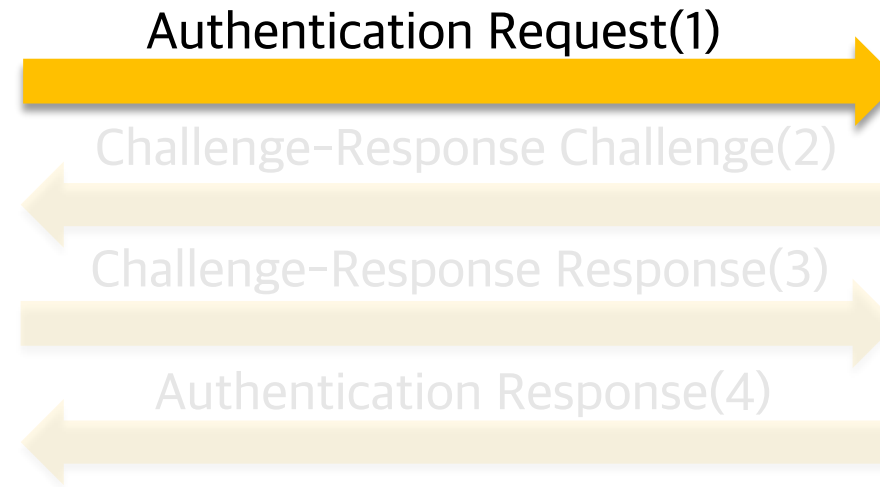 Authentication Request(1)
Challenge-Response Challenge(2)
Challenge-Response Response(3)
Authentication Response(4)